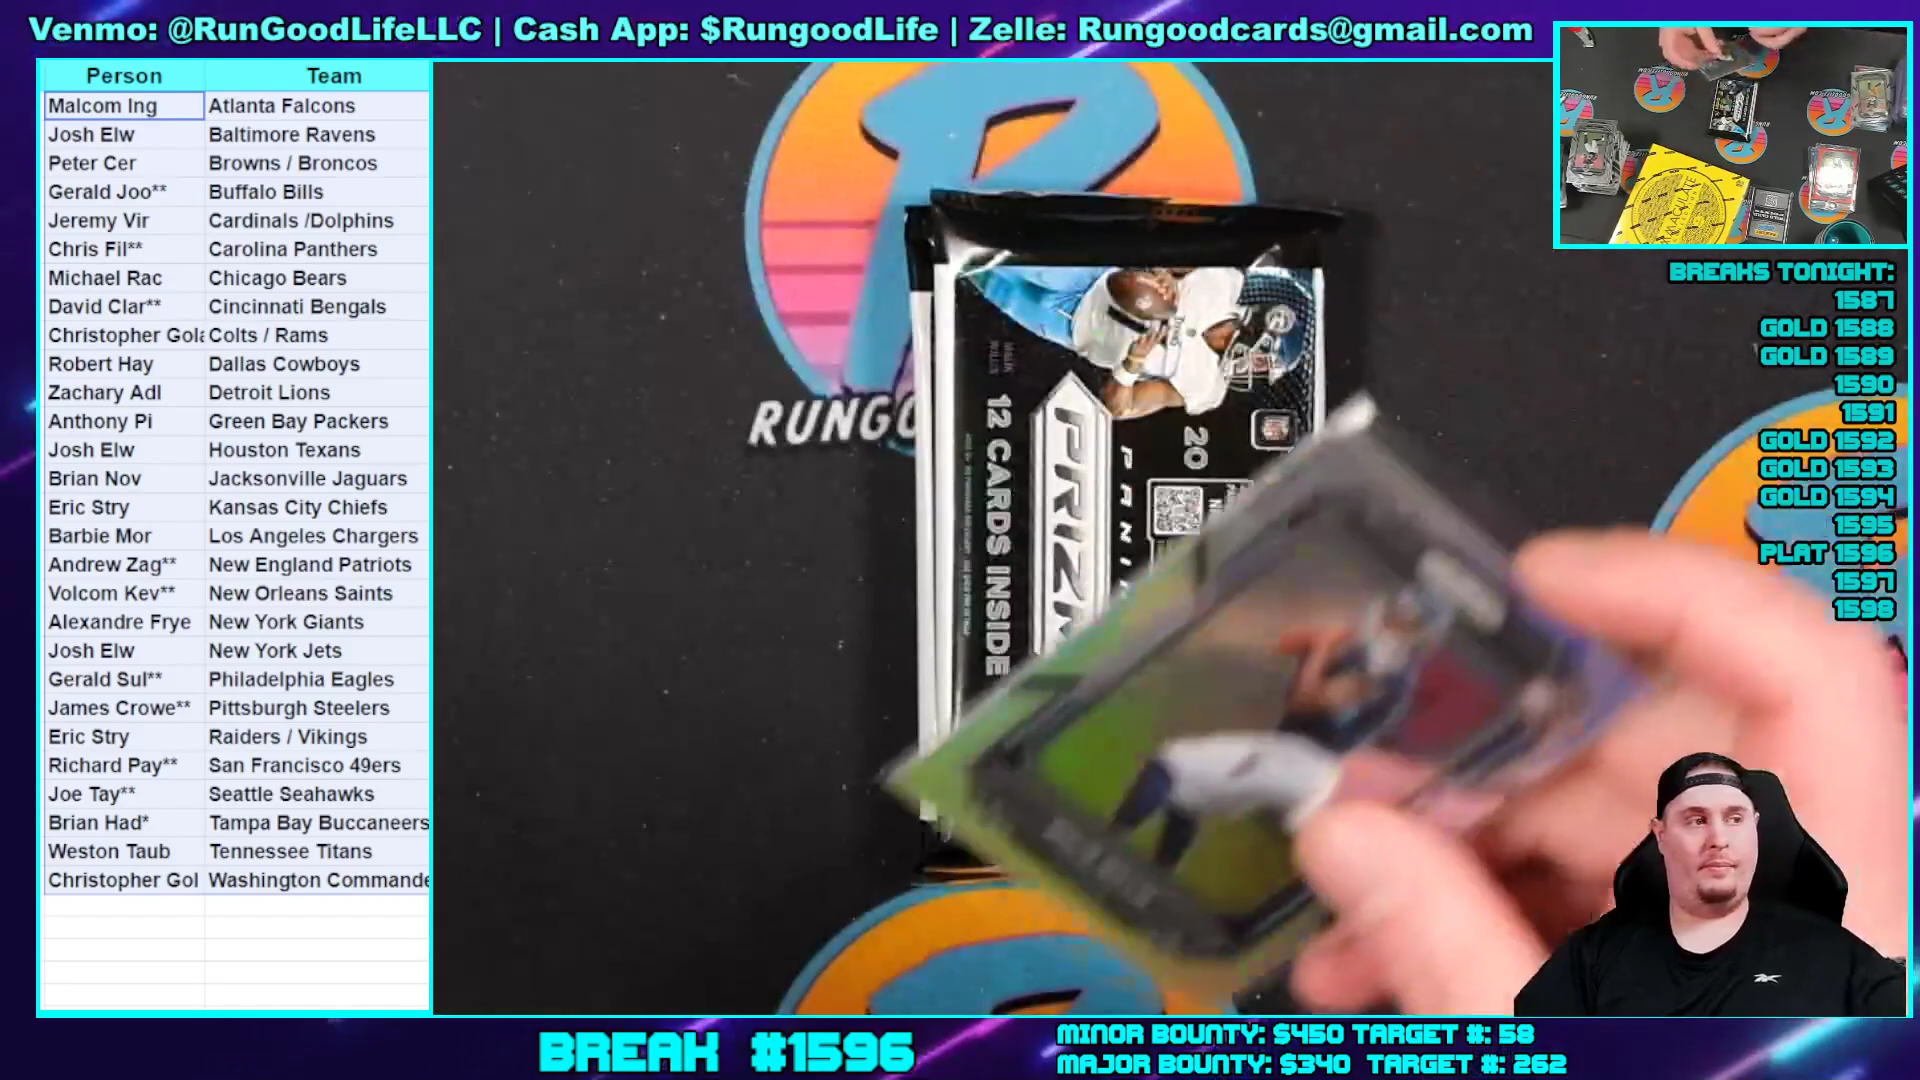 Venmo: @RunGoodLifeLLC | Cash App: $RungoodLife | Zelle: Rungoodcards@gmail.com
Person Team
Malcom Ing Atlanta Falcons
Josh Elw Baltimore Ravens
Peter Cer Browns / Broncos
Gerald Joo** Buffalo Bills
Jeremy Vir Cardinals /Dolphins
Chris Fil** Carolina Panthers
Michael Rac Chicago Bears
David Clar** Cincinnati Bengals
Christopher Gola Colts / Rams
Robert Hay Dallas Cowboys
Zachary Adl Detroit Lions
Anthony Pi Green Bay Packers
Josh Elw Houston Texans
Brian Nov Jacksonville Jaguars
Eric Stry Kansas City Chiefs
Barbie Mor Los Angeles Chargers
Andrew Zag** New England Patriots
Volcom Kev** New Orleans Saints
Alexandre Frye New York Giants
Josh Elw New York Jets
Gerald Sul** Philadelphia Eagles
James Crowe** Pittsburgh Steelers
Eric Stry Raiders / Vikings
Richard Pay** San Francisco 49ers
Joe Tay** Seattle Seahawks
Brian Had* Tampa Bay Buccaneers
Weston Taub Tennessee Titans
Christopher Gol Washington Commande
RUNGO
12 CARDS INSIDE
PRIZM
PANINI
20
BREAKS TONIGHT:
1587
GOLD 1588
GOLD 1589
1590
1591
GOLD 1592
GOLD 1593
GOLD 1594
1595
PLAT 1596
1597
1598
BREAK #1596
MINOR BOUNTY: $450 TARGET #: 58
MAJOR BOUNTY: $340 TARGET #: 262